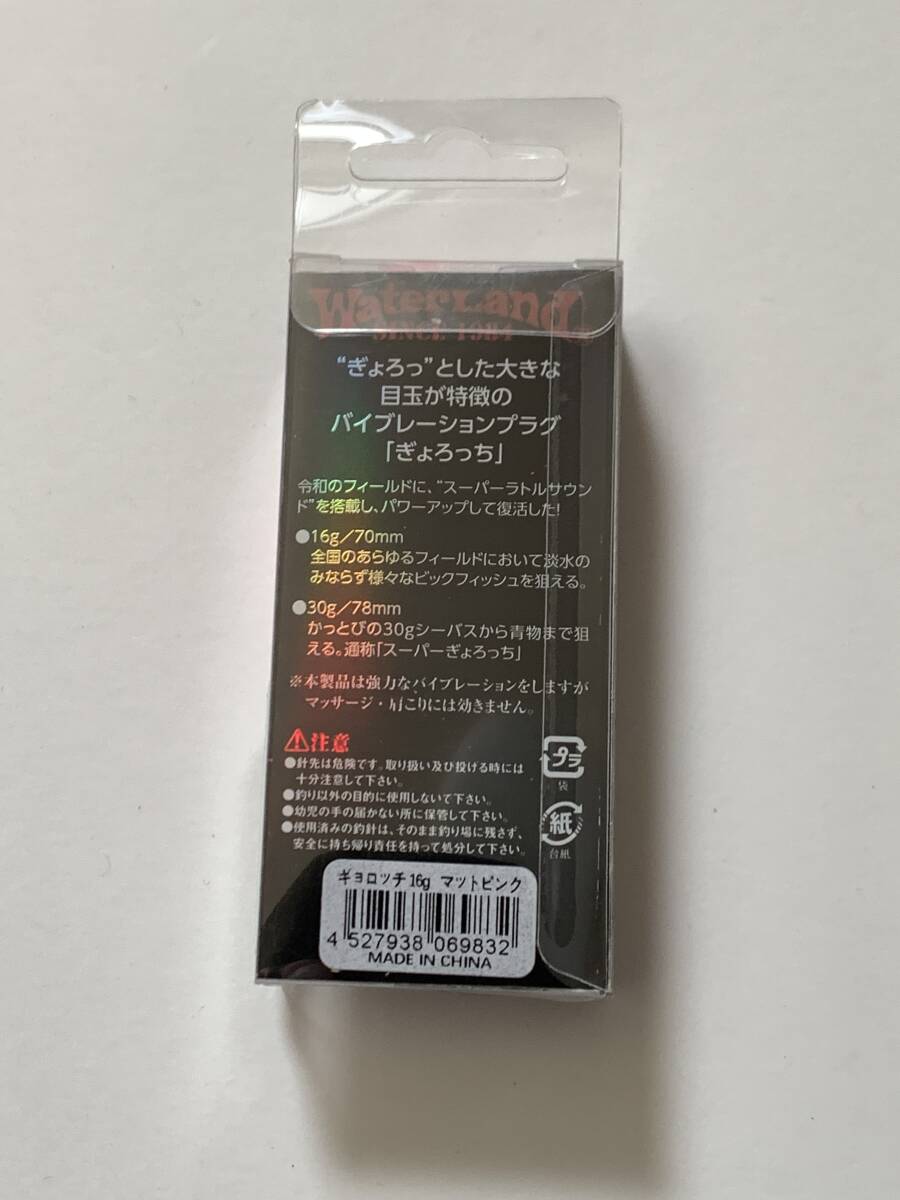 WaterLand
SINCE 1984
“ぎょろっ”とした大きな
目玉が特徴の
バイブレーションプラグ
「ぎょろっち」
令和のフィールドに、“スーパーラトルサウン
ド”を搭載し、パワーアップして復活した!
●16g/70mm
全国のあらゆるフィールドにおいて淡水の
みならず様々なビックフィッシュを狙える。
●30g/78mm
かっとびの30gシーバスから青物まで狙
える。通称「スーパーぎょろっち」
※本製品は強力なバイブレーションをしますが
マッサージ・肩こりには効きません。
⚠注意
●針先は危険です。取り扱い及び投げる時には
十分注意して下さい。
●釣り以外の目的に使用しないで下さい。
●幼児の手の届かない所に保管して下さい。
●使用済みの釣針は、そのまま釣り場に残さず、
安全に持ち帰り責任を持って処分して下さい。
プラ
袋
紙
台紙
ギョロッチ16g マットピンク
4 527938 069832
MADE IN CHINA